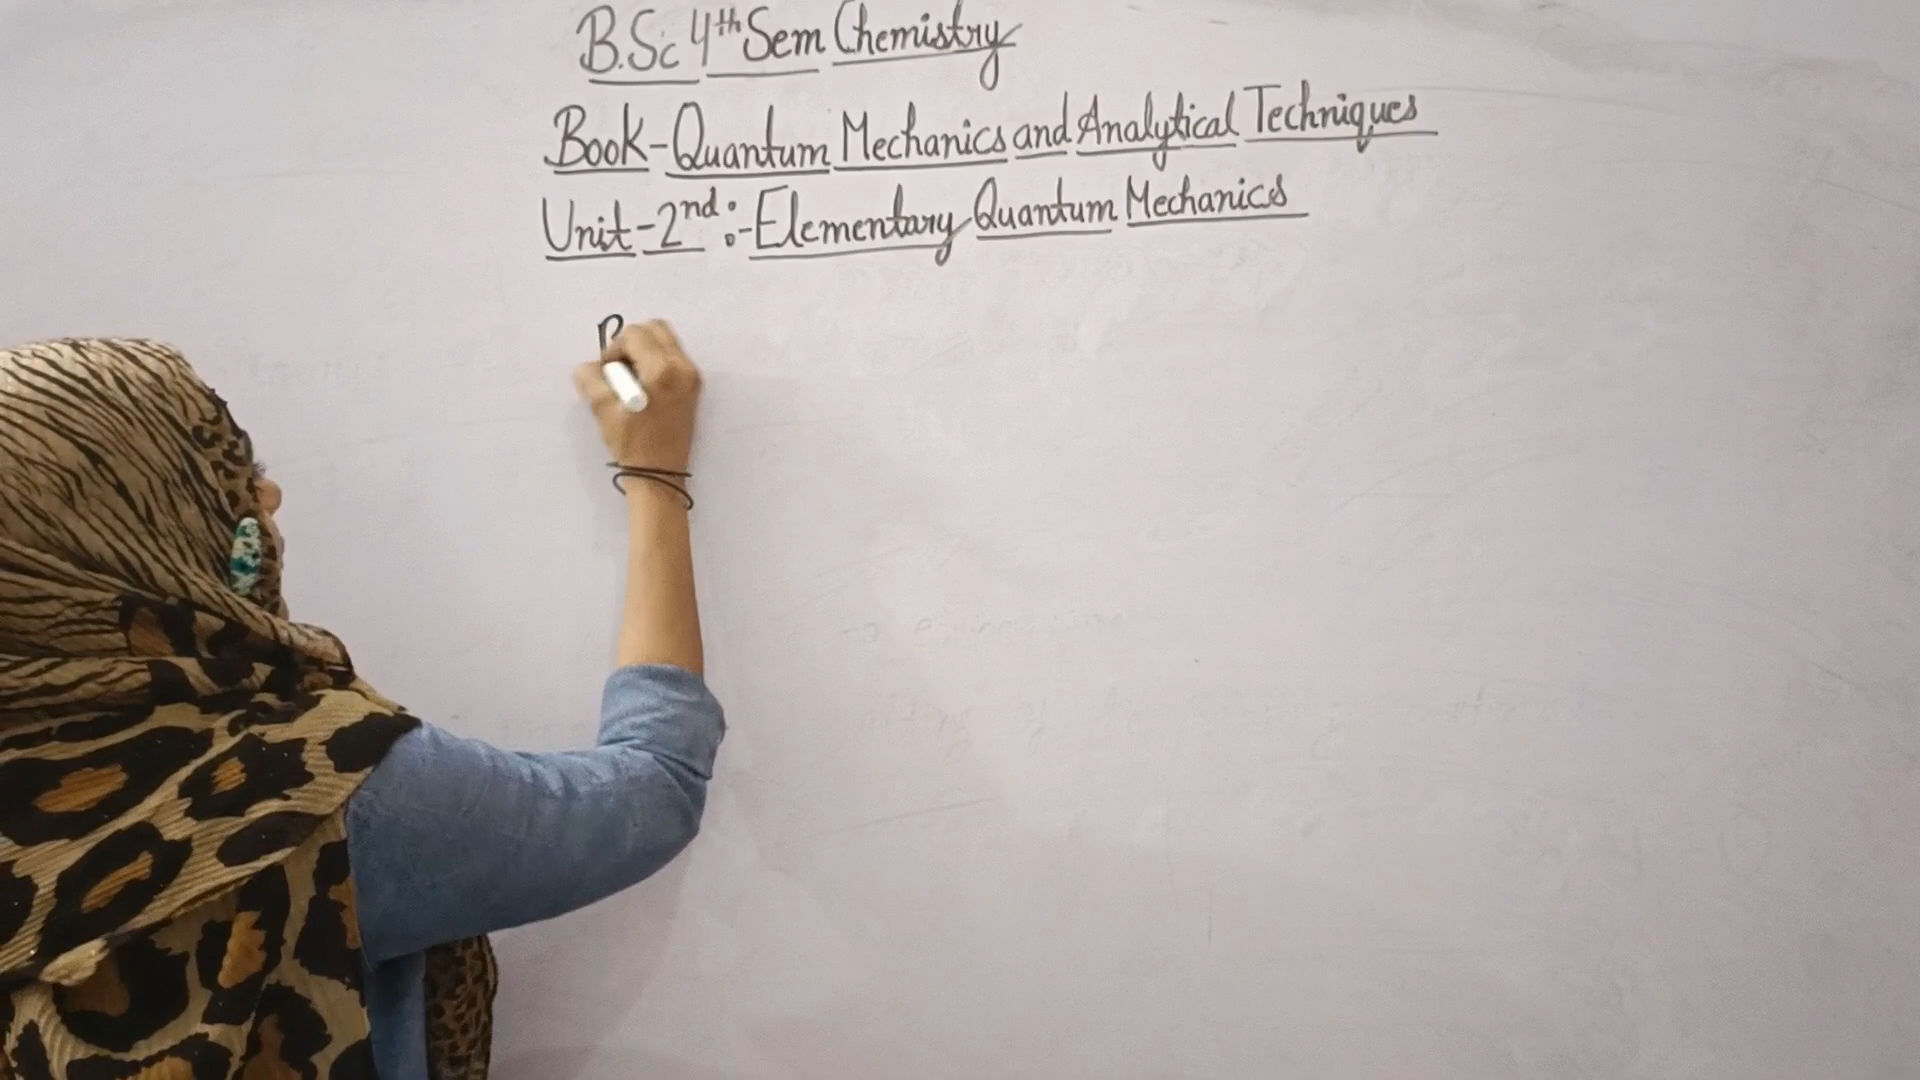 B.Sc 4th Sem Chemistry
Book-Quantum Mechanics and Analytical Techniques
Unit-2nd:-Elementary Quantum Mechanics